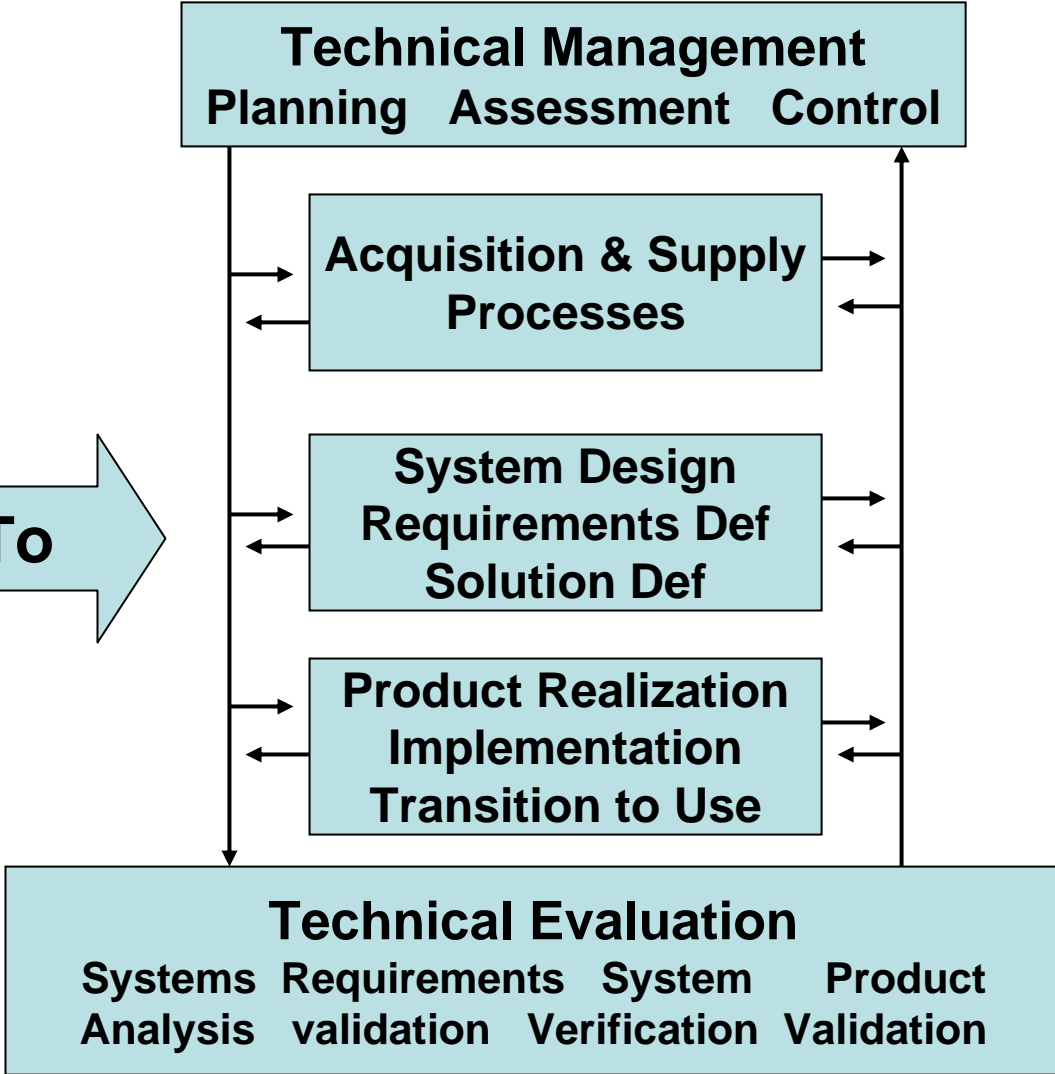 Technical Management
Planning Assessment Control
Acquisition & Supply
Processes
System Design
Requirements Def
Solution Def
To
Product Realization
Implementation
Transition to Use
Technical Evaluation
Systems Requirements System Product
Analysis validation Verification Validation